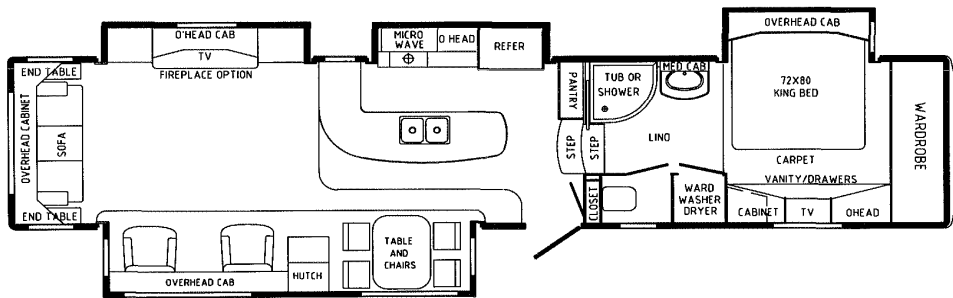 O'HEAD CAB
TV
FIREPLACE OPTION
MICRO
WAVE
O HEAD
REFER
OVERHEAD CAB
72X80
KING BED
END TABLE
OVERHEAD CABINET
SOFA
END TABLE
PANTRY
TUB OR
SHOWER
MED CAB
WARDROBE
STEP
STEP
LINO
CARPET
VANITY/DRAWERS
CLOSET
WARD
WASHER
DRYER
CABINET
TV
OHEAD
TABLE
AND
CHAIRS
HUTCH
OVERHEAD CAB